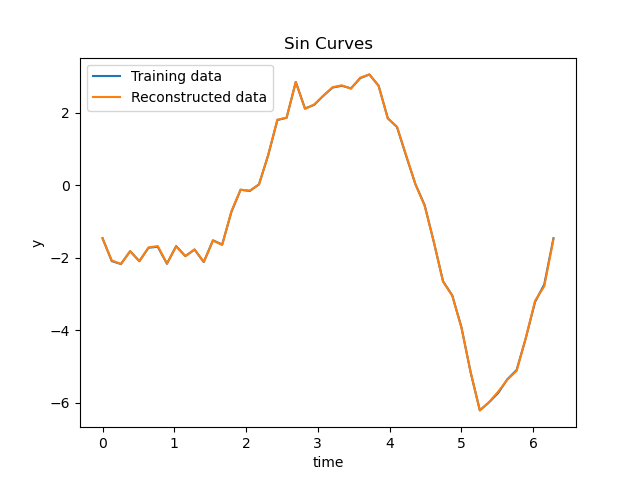 Sin Curves
Training data
Reconstructed data
2
0
−2
−4
−6
y
0 1 2 3 4 5 6
time